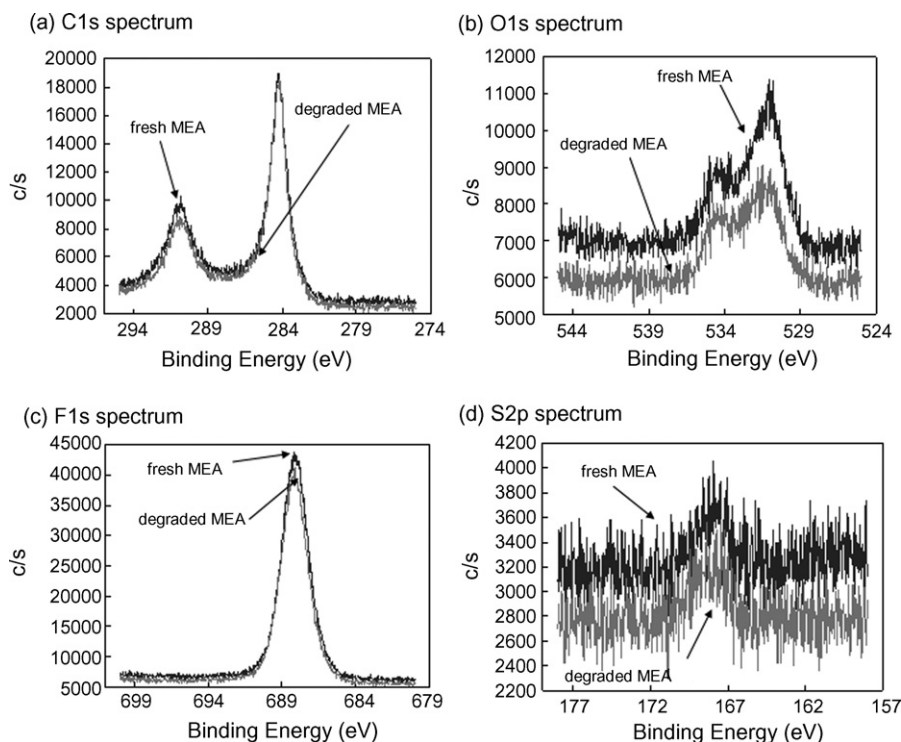 (a) C1s spectrum
20000
18000
16000
14000
12000
10000
8000
6000
4000
2000
c/s
fresh MEA
degraded MEA
294 289 284 279 274
Binding Energy (eV)
(b) O1s spectrum
12000
11000
10000
9000
8000
7000
6000
5000
c/s
fresh MEA
degraded MEA
544 539 534 529 524
Binding Energy (eV)
(c) F1s spectrum
45000
40000
35000
30000
25000
20000
15000
10000
5000
c/s
fresh MEA
degraded MEA
699 694 688 684 679
Binding Energy (eV)
(d) S2p spectrum
4200
4000
3800
3600
3400
3200
3000
2800
2600
2400
2200
c/s
fresh MEA
degraded MEA
177 172 167 162 157
Binding Energy (eV)